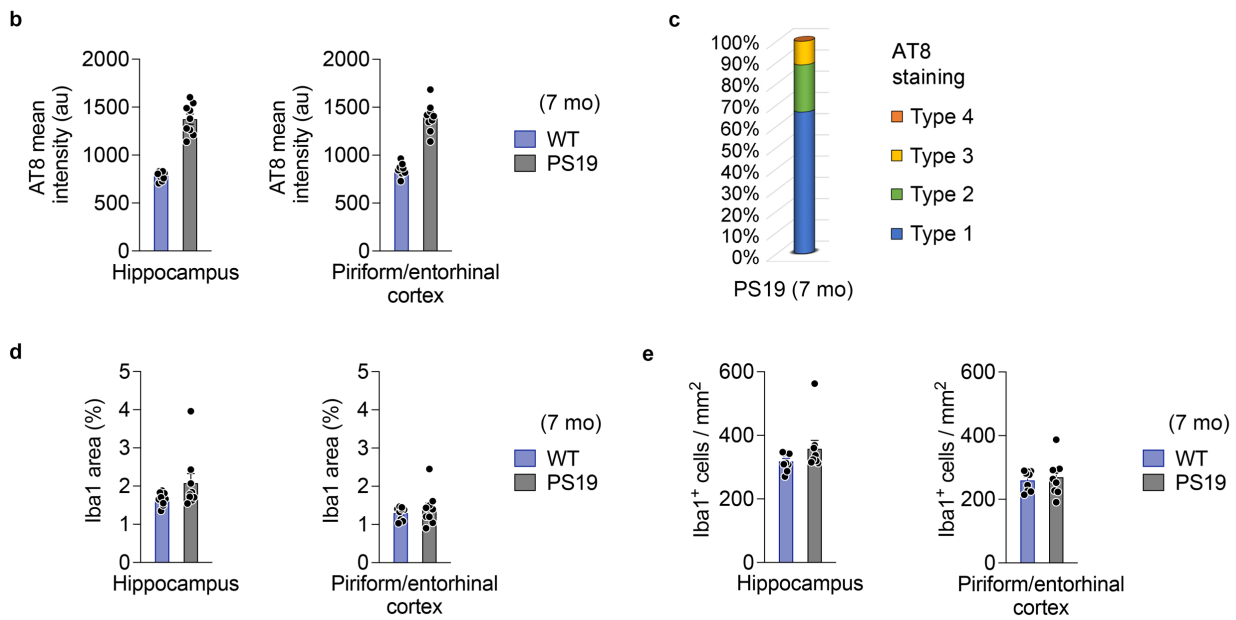 b
2000
1500
1000
500
0
AT8 mean
intensity (au)
Hippocampus
2000
1500
1000
500
0
AT8 mean
intensity (au)
Piriform/entorhinal
cortex
(7 mo)
WT
PS19
c
100%
90%
80%
70%
60%
50%
40%
30%
20%
10%
0%
PS19 (7 mo)
AT8
staining
Type 4
Type 3
Type 2
Type 1
d
5
4
3
2
1
0
Iba1 area (%)
Hippocampus
5
4
3
2
1
0
Iba1 area (%)
Piriform/entorhinal
cortex
(7 mo)
WT
PS19
e
600
400
200
0
Iba1⁺ cells / mm²
Hippocampus
600
400
200
0
Iba1⁺ cells / mm²
Piriform/entorhinal
cortex
(7 mo)
WT
PS19